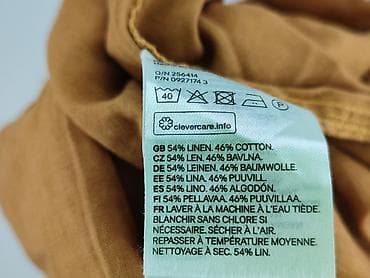 O/N 256414
P/N 0927174 3
40
P
clevercare.info
GB 54% LINEN. 46% COTTON.
CZ 54% LEN. 46% BAVLNA.
DE 54% LEINEN. 46% BAUMWOLLE.
EE 54% LINA. 46% PUUVILL.
ES 54% LINO. 46% ALGODÓN.
FI 54% PELLAVAA. 46% PUUVILLAA.
FR LAVER À LA MACHINE À L'EAU TIÈDE.
BLANCHIR SANS CHLORE SI
NÉCESSAIRE. SÉCHER À L'AIR.
REPASSER À TEMPÉRATURE MOYENNE.
NETTOYAGE À SEC. 54% LIN.